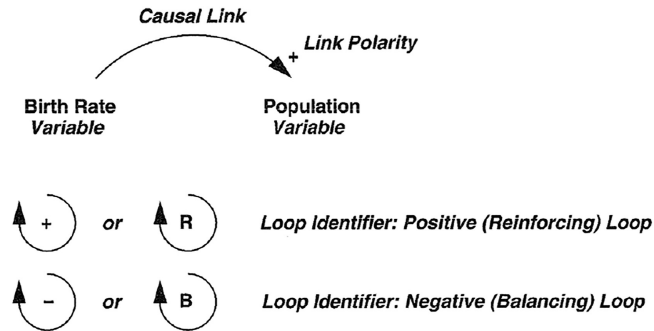 Causal Link
+ Link Polarity
Birth Rate
Variable
Population
Variable
+ or R Loop Identifier: Positive (Reinforcing) Loop
– or B Loop Identifier: Negative (Balancing) Loop